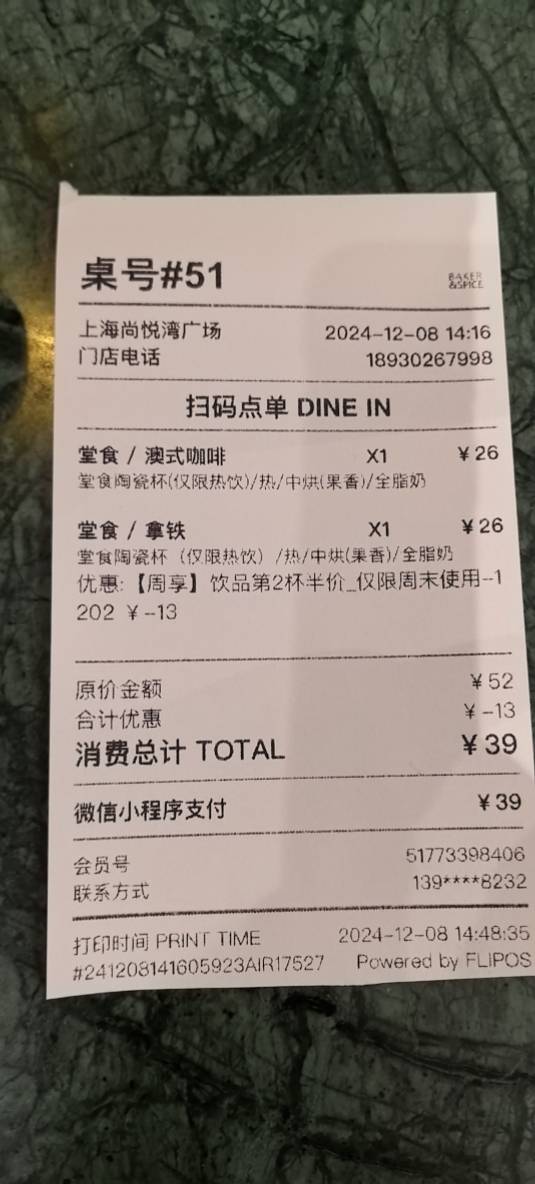 桌号#51
BAKER
&SPICE
上海尚悦湾广场 2024-12-08 14:16
门店电话 18930267998
扫码点单 DINE IN
堂食 / 澳式咖啡 X1 ¥26
堂食陶瓷杯(仅限热饮)/热/中烘(果香)/全脂奶
堂食 / 拿铁 X1 ¥26
堂食陶瓷杯（仅限热饮）/热/中烘(果香)/全脂奶
优惠:【周享】饮品第2杯半价_仅限周末使用--1
202 ¥--13
原价金额 ¥52
合计优惠 ¥-13
消费总计 TOTAL ¥39
微信小程序支付 ¥39
会员号 51773398406
联系方式 139****8232
打印时间 PRINT TIME 2024-12-08 14:48:35
#241208141605923AIR17527 Powered by FLIPOS